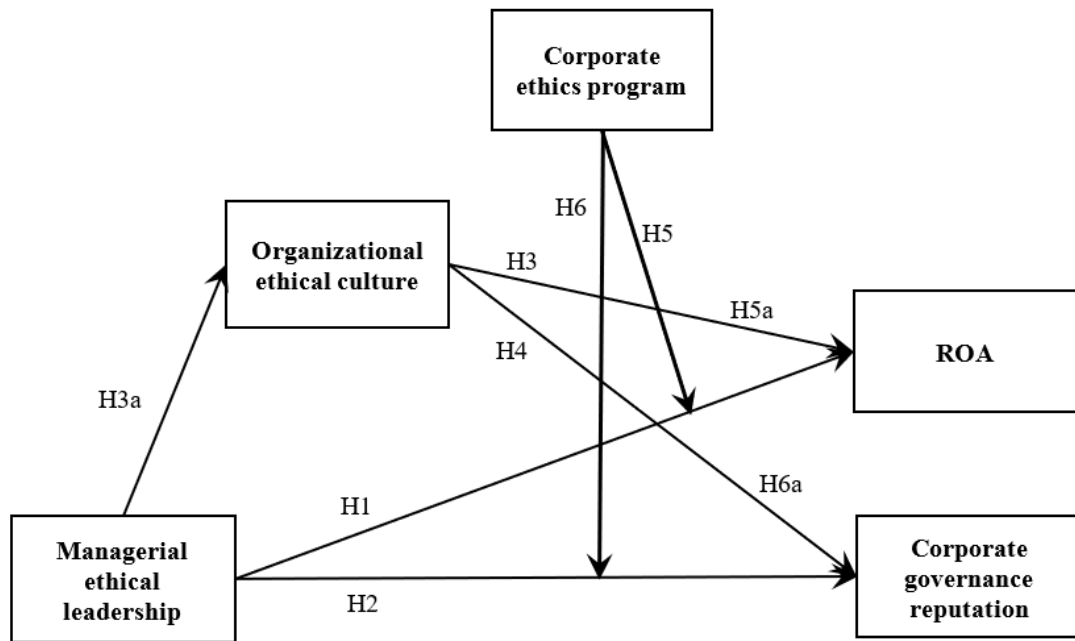 Corporate
ethics program
H6
H5
Organizational
ethical culture
H3
H5a
H4
ROA
H3a
H1
H6a
Managerial
ethical
leadership
H2
Corporate
governance
reputation